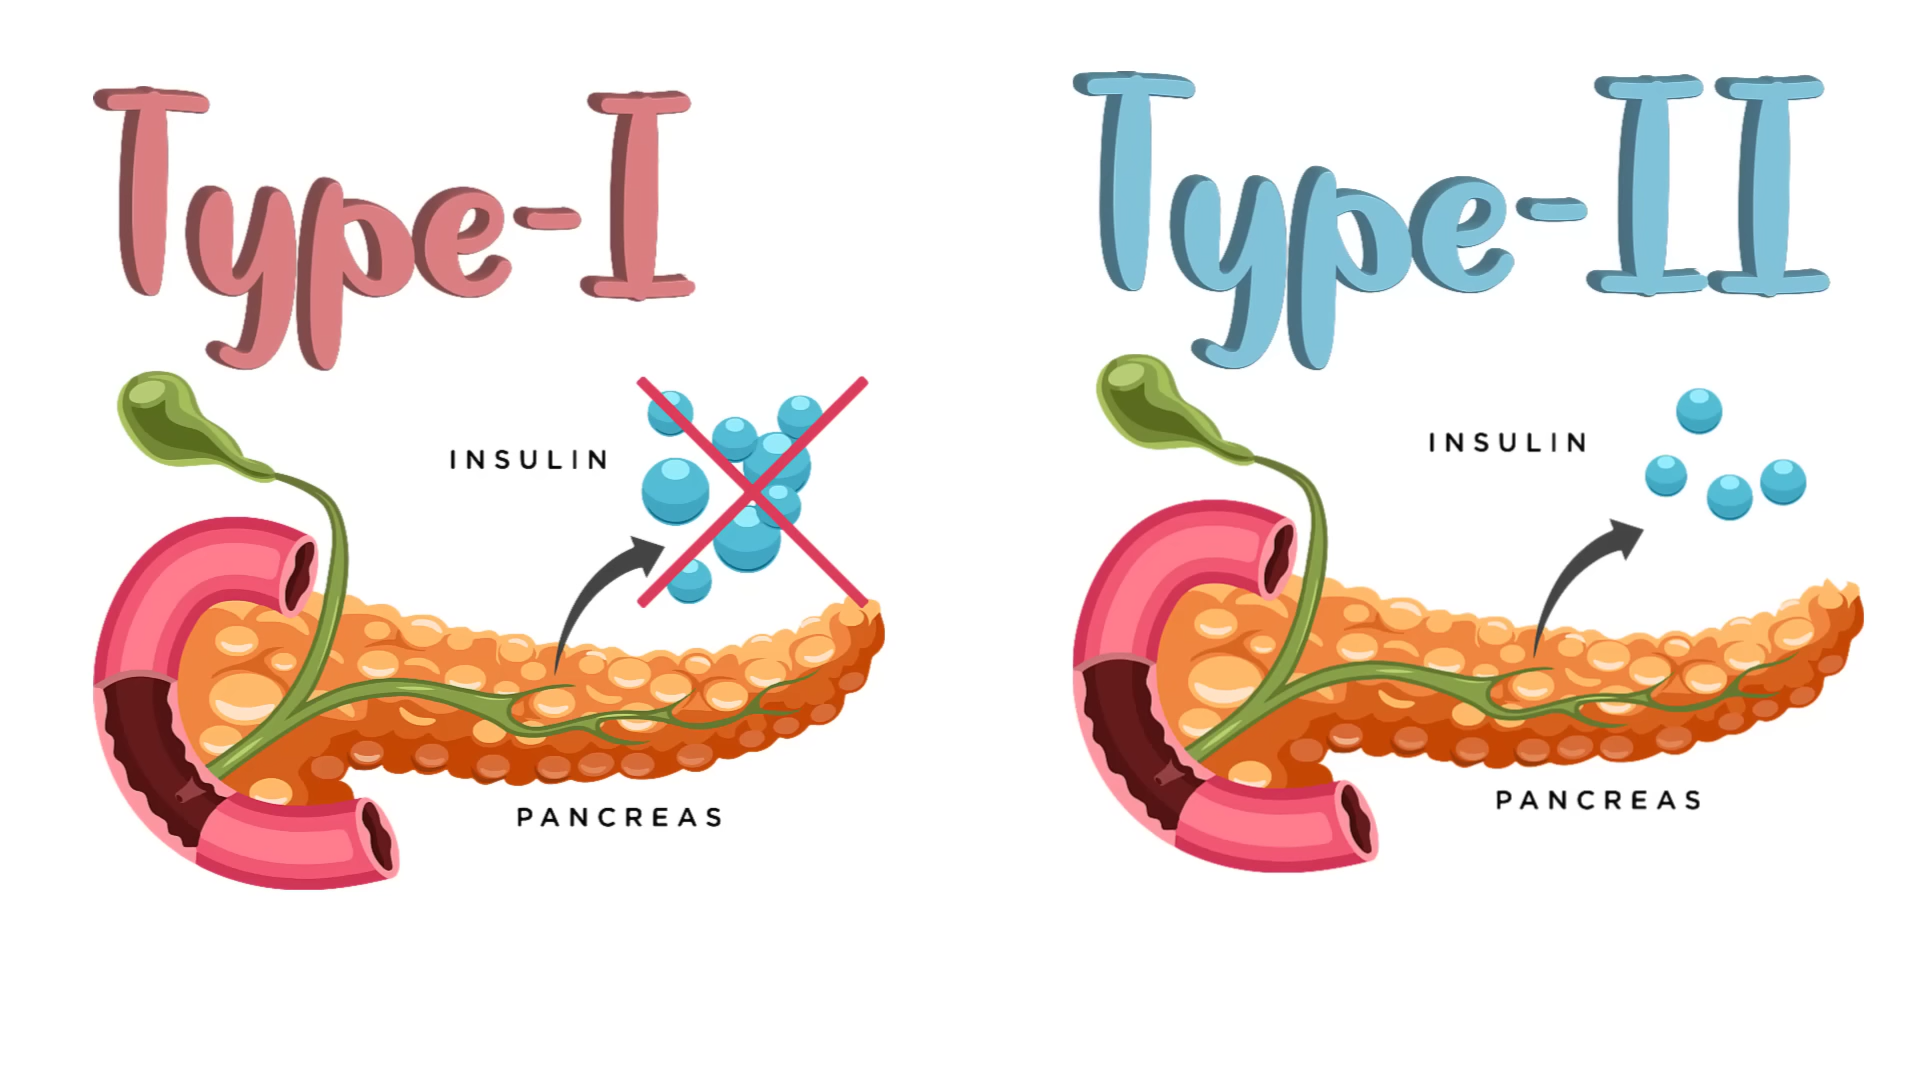 Type-I
INSULIN
PANCREAS
Type-II
INSULIN
PANCREAS